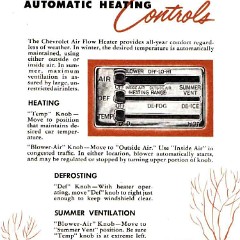 AUTOMATIC HEATING
Controls
The Chevrolet Air Flow Heater provides all-year comfort regard-
less of weather. In winter, the desired temperature is automatically
maintained, using
either outside or
inside air. In sum-
mer, maximum
ventilation is at-
tained by large, un-
restricted air inlets.
AIR
BLOWER OFF-LO-HI
INSIDE AIR
HEATING RANGE
SUMMER
VENT
DEF
DE-FOG
DE-ICE
TEMP
HOT
HEATING
"Temp" Knob—
Move to position
that maintains de-
sired car tempera-
ture.
"Blower-Air" Knob—Move to "Outside Air." Use "Inside Air" in
congested traffic. In either location, blower automatically starts,
and may be regulated or stopped by turning upper portion of knob.
DEFROSTING
"Def" Knob—With heater oper-
ating, move "Def" knob to right just
enough to keep windshield clear.
SUMMER VENTILATION
"Blower-Air" Knob—Move to
"Summer Vent" position. Be sure
"Temp" knob is at extreme left.